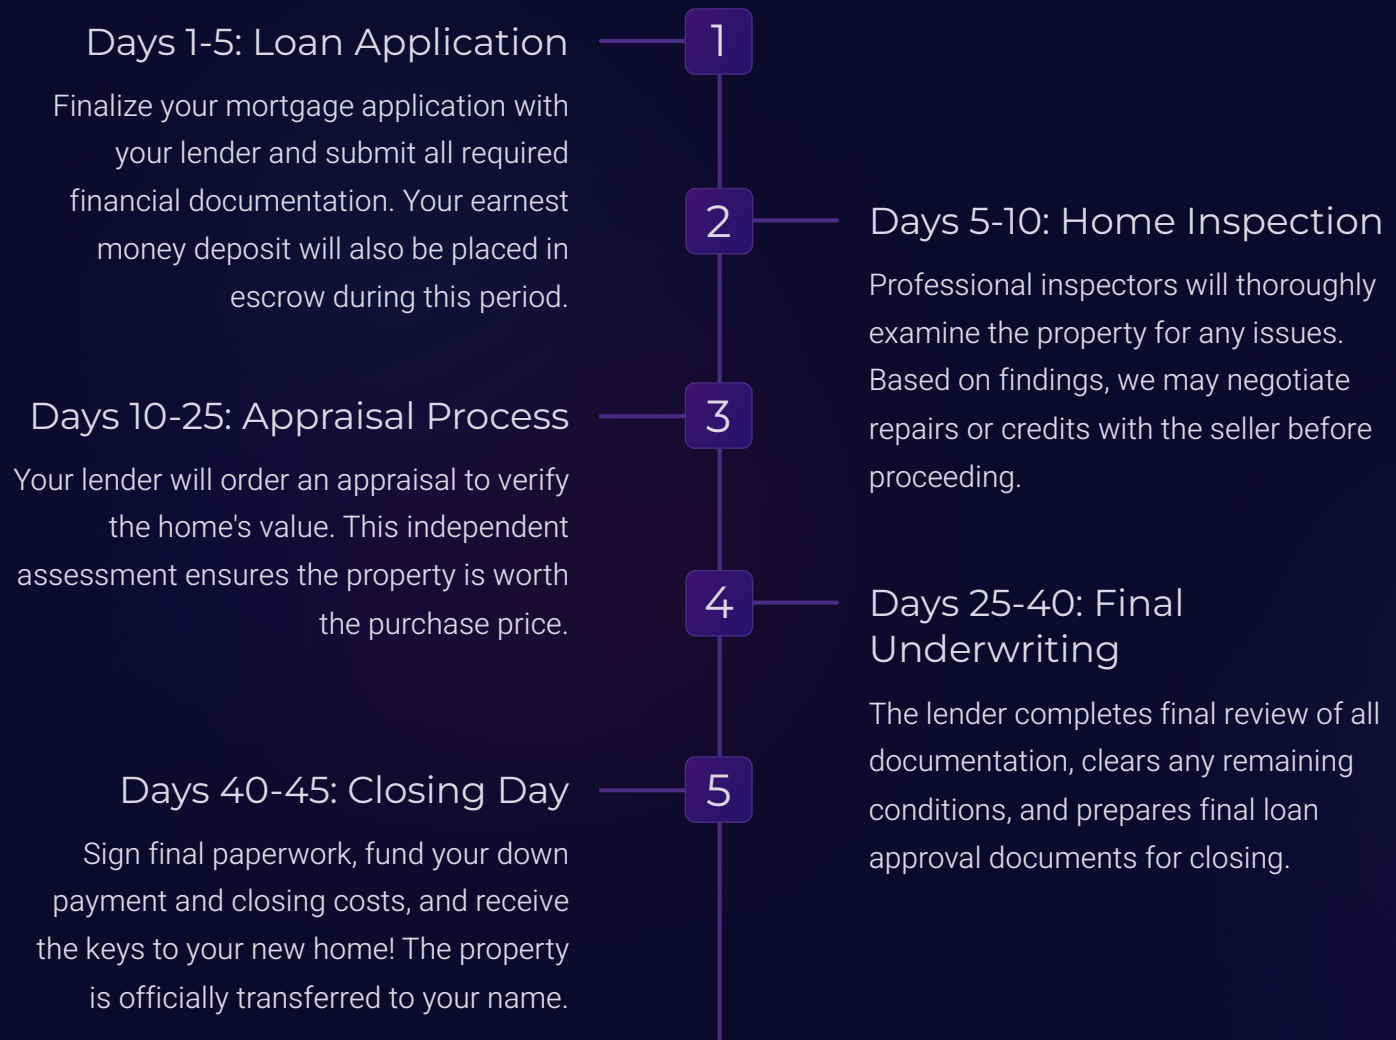 1
Days 1-5: Loan Application
Finalize your mortgage application with
your lender and submit all required
financial documentation. Your earnest
money deposit will also be placed in
escrow during this period.
2
Days 5-10: Home Inspection
Professional inspectors will thoroughly
examine the property for any issues.
Based on findings, we may negotiate
repairs or credits with the seller before
proceeding.
3
Days 10-25: Appraisal Process
Your lender will order an appraisal to verify
the home's value. This independent
assessment ensures the property is worth
the purchase price.
4
Days 25-40: Final
Underwriting
The lender completes final review of all
documentation, clears any remaining
conditions, and prepares final loan
approval documents for closing.
5
Days 40-45: Closing Day
Sign final paperwork, fund your down
payment and closing costs, and receive
the keys to your new home! The property
is officially transferred to your name.